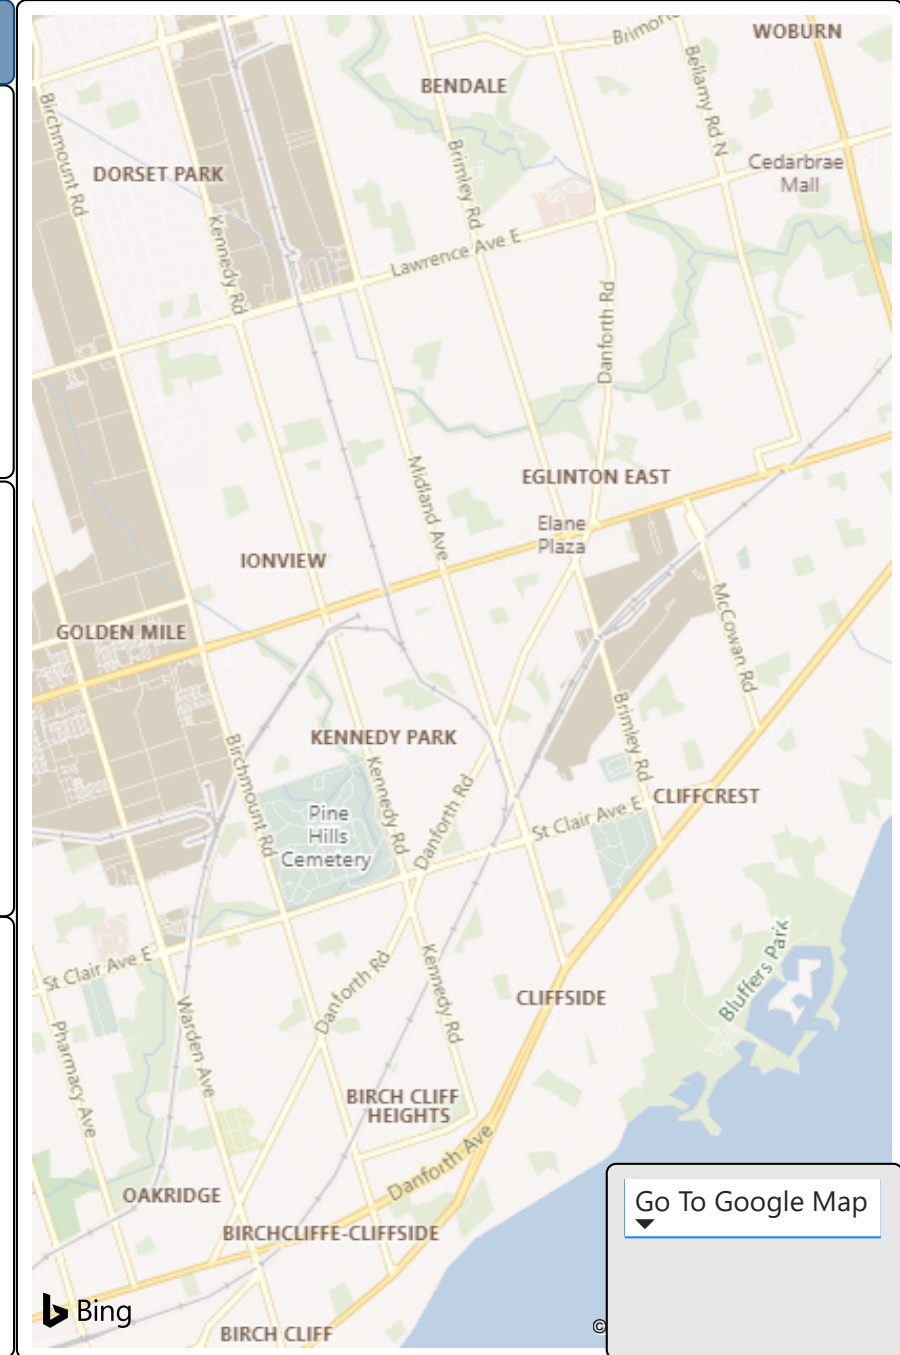 WOBURN
Brimor
BENDALE
Bellamy Rd N
Birchmount Rd
Brimley Rd
Cedarbrae
Mall
DORSET PARK
Kennedy Rd
Lawrence Ave E
Danforth Rd
Midland Ave
EGLINTON EAST
Elane
Plaza
IONVIEW
McCowan Rd
GOLDEN MILE
Brimley Rd
KENNEDY PARK
Birchmount Rd
Kennedy Rd
Danforth Rd
CLIFFCREST
St Clair Ave E
Pine
Hills
Cemetery
St Clair Ave E
Danforth Rd
Kennedy Rd
Bluffers Park
CLIFFSIDE
Warden Ave
Pharmacy Ave
BIRCH CLIFF
HEIGHTS
Danforth Ave
OAKRIDGE
Go To Google Map
BIRCHCLIFFE-CLIFFSIDE
Bing
©
BIRCH CLIFF